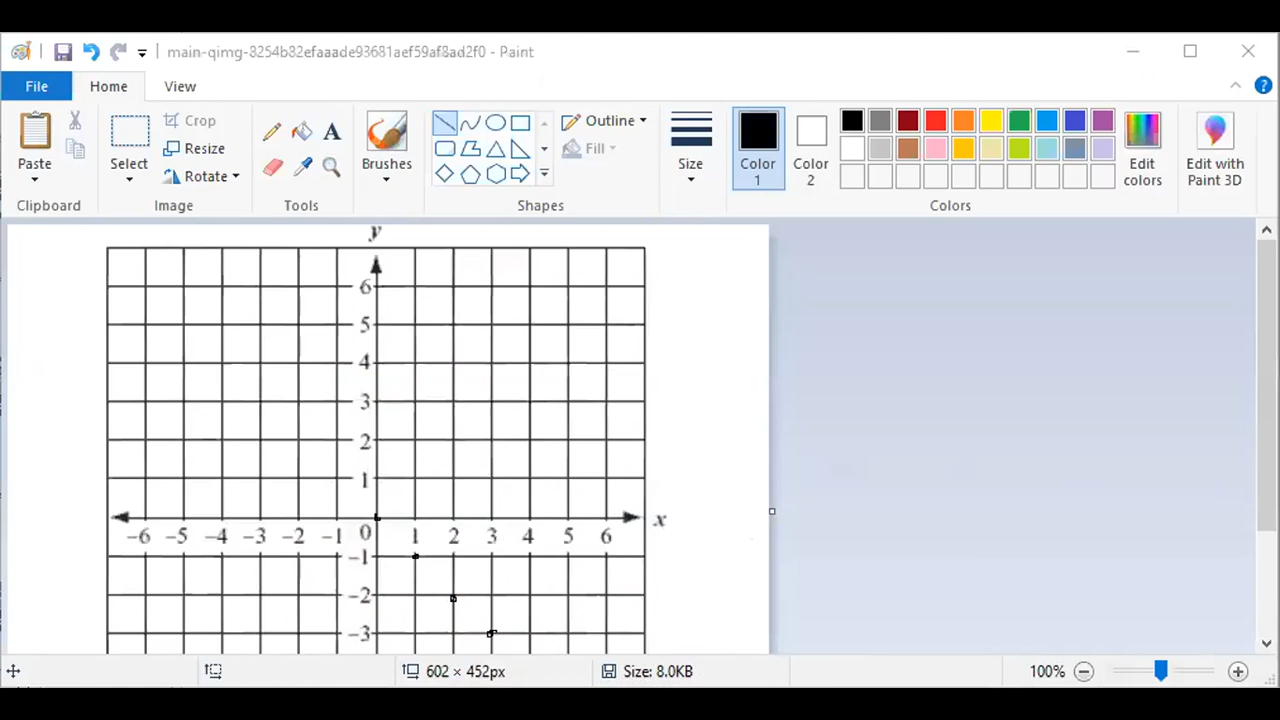 main-qimg-8254b82efaaade93681aef59af8ad2f0 - Paint
File Home View
Paste
Clipboard
Select
Crop
Resize
Rotate
Image
A
Tools
Brushes
Outline
Fill
Shapes
Size
Color 1
Color 2
Edit colors
Colors
Edit with Paint 3D
y
6
5
4
3
2
1
x
–6 –5 –4 –3 –2 –1 0 1 2 3 4 5 6
–1
–2
–3
602 × 452px
Size: 8.0KB
100%